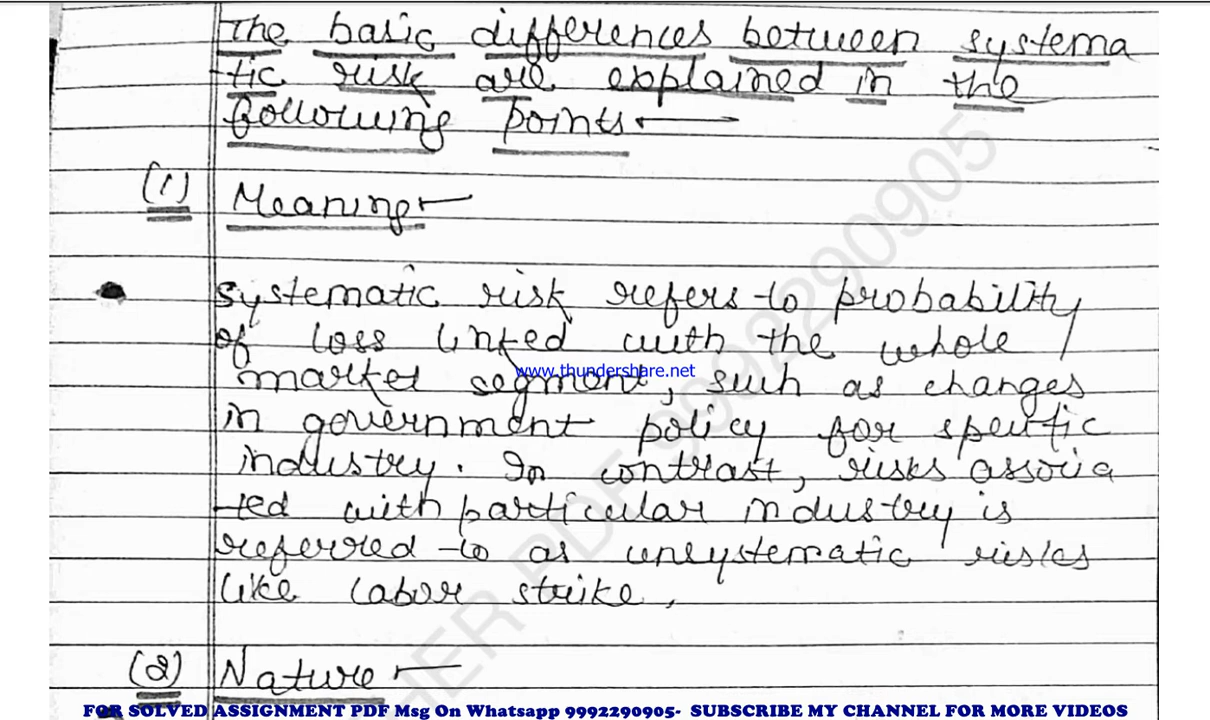 The basic differences between systema
tic risk are explained in the
following points
(1) Meaning
systematic risk refers to probability
of loss linked with the whole
market segment, such as changes
in government policy for specific
industry. In contrast, risks associa
ted with particular industry is
referred to as unsystematic risks
like labor strike,
www.thundershare.net
(2) Nature
FOR SOLVED ASSIGNMENT PDF Msg On Whatsapp 9992290905- SUBSCRIBE MY CHANNEL FOR MORE VIDEOS